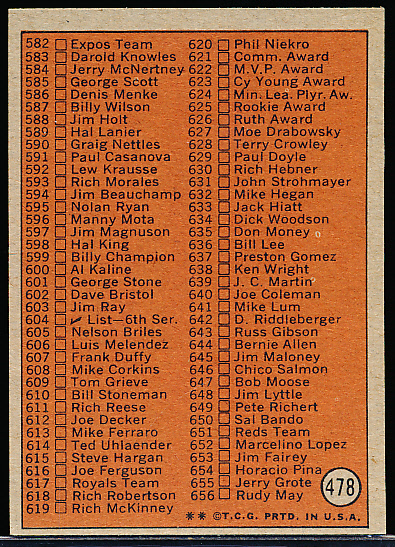 582 Expos Team
583 Darold Knowles
584 Jerry McNertney
585 George Scott
586 Denis Menke
587 Billy Wilson
588 Jim Holt
589 Hal Lanier
590 Graig Nettles
591 Paul Casanova
592 Lew Krausse
593 Rich Morales
594 Jim Beauchamp
595 Nolan Ryan
596 Manny Mota
597 Jim Magnuson
598 Hal King
599 Billy Champion
600 Al Kaline
601 George Stone
602 Dave Bristol
603 Jim Ray
604 List—6th Ser.
605 Nelson Briles
606 Luis Melendez
607 Frank Duffy
608 Mike Corkins
609 Tom Grieve
610 Bill Stoneman
611 Rich Reese
612 Joe Decker
613 Mike Ferraro
614 Ted Uhlaender
615 Steve Hargan
616 Joe Ferguson
617 Royals Team
618 Rich Robertson
619 Rich McKinney
620 Phil Niekro
621 Comm. Award
622 M.V.P. Award
623 Cy Young Award
624 Min. Lea. Plyr. Aw.
625 Rookie Award
626 Ruth Award
627 Moe Drabowsky
628 Terry Crowley
629 Paul Doyle
630 Rich Hebner
631 John Strohmayer
632 Mike Hegan
633 Jack Hiatt
634 Dick Woodson
635 Don Money
636 Bill Lee
637 Preston Gomez
638 Ken Wright
639 J. C. Martin
640 Joe Coleman
641 Mike Lum
642 D. Riddleberger
643 Russ Gibson
644 Bernie Allen
645 Jim Maloney
646 Chico Salmon
647 Bob Moose
648 Jim Lyttle
649 Pete Richert
650 Sal Bando
651 Reds Team
652 Marcelino Lopez
653 Jim Fairey
654 Horacio Pina
655 Jerry Grote
656 Rudy May
478
** © T.C.G. PRTD. IN U.S.A.